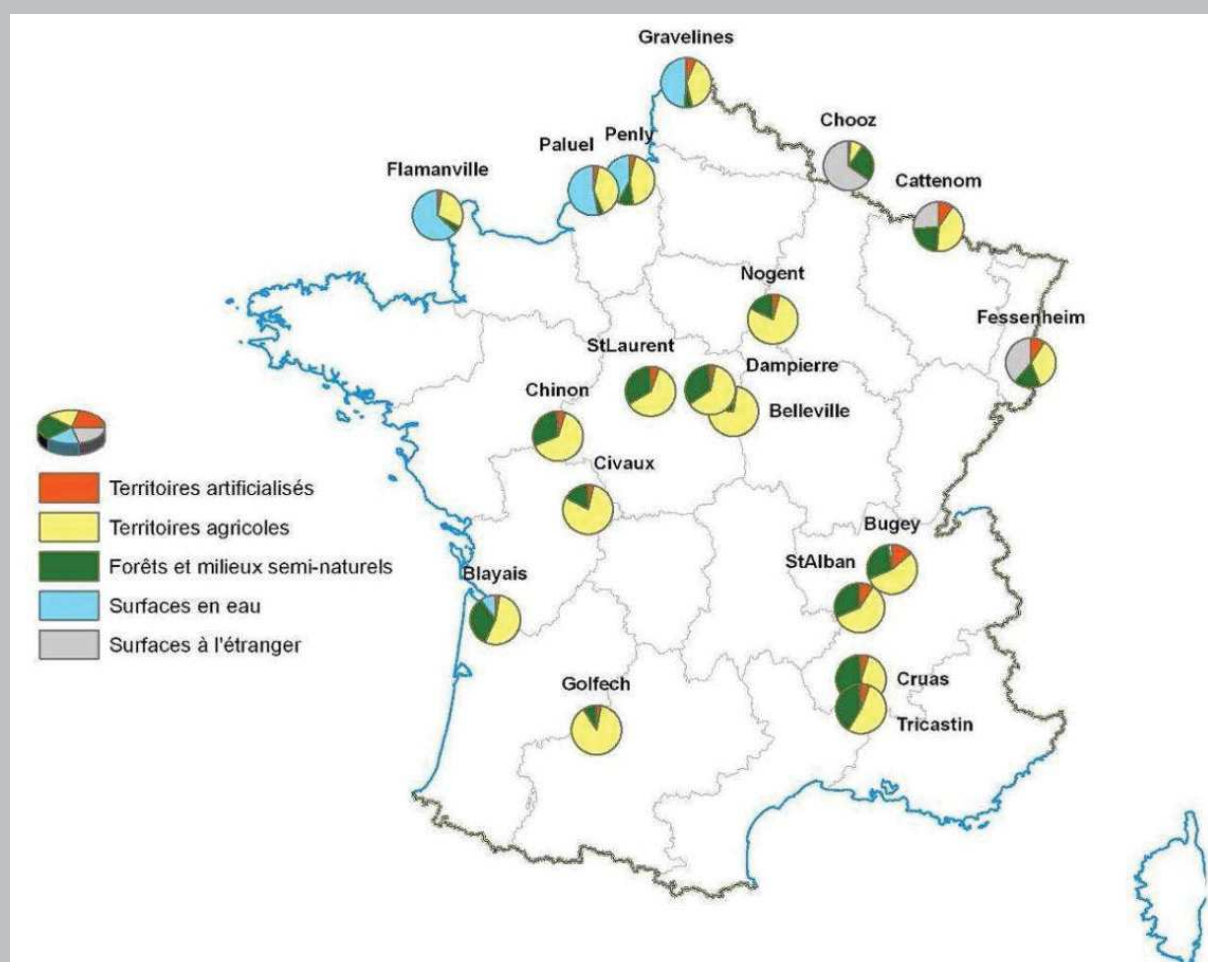 Gravelines
Chooz
Paluel
Penly
Flamanville
Cattenom
Nogent
Fessenheim
StLaurent
Dampierre
Chinon
Belleville
Civaux
Territoires artificialisés
Territoires agricoles
Bugey
StAlban
Forêts et milieux semi-naturels
Blayais
Surfaces en eau
Surfaces à l'étranger
Golfech
Cruas
Tricastin